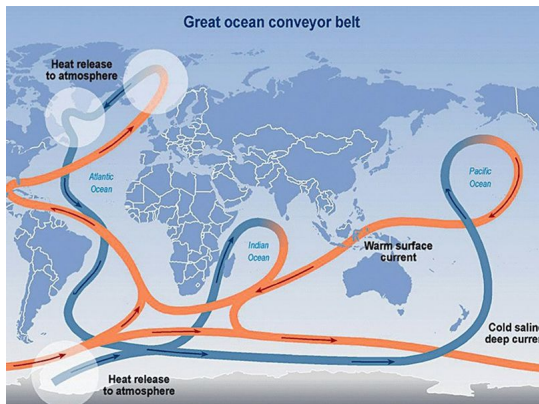 Great ocean conveyor belt
Heat release
to atmosphere
Atlantic
Ocean
Pacific
Ocean
Indian
Ocean
Warm surface
current
Cold saline
deep curre
Heat release
to atmosphere